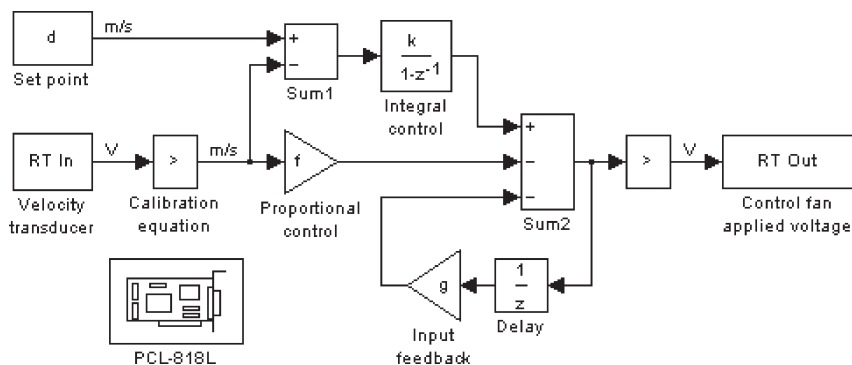 d
m/s
Set point
+
−
Sum1
k
1-z-1
Integral
control
RT In
V
Velocity
transducer
>
Calibration
equation
m/s
f
Proportional
control
+
−
−
Sum2
>
V
RT Out
Control fan
applied voltage
g
Input
feedback
1
z
Delay
PCL-818L